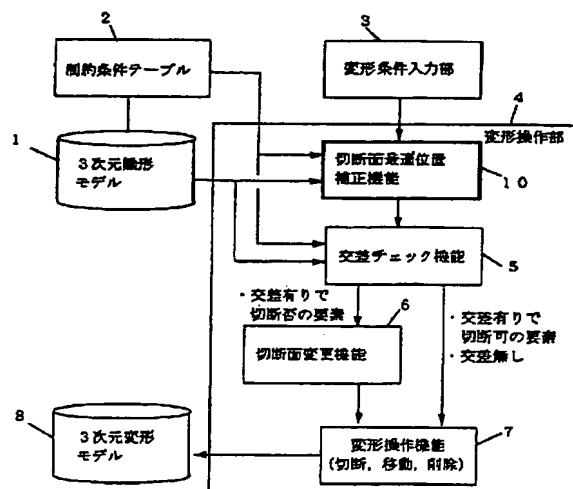 2
制約条件テーブル
3
変形条件入力部
4
変形操作部
1
3次元雛形
モデル
切断面最適位置
補正機能
10
交差チェック機能
5
・交差有りで
切断否の要素
6
切断面変更機能
・交差有りで
切断可の要素
・交差無し
8
3次元変形
モデル
変形操作機能
(切断,移動,削除)
7